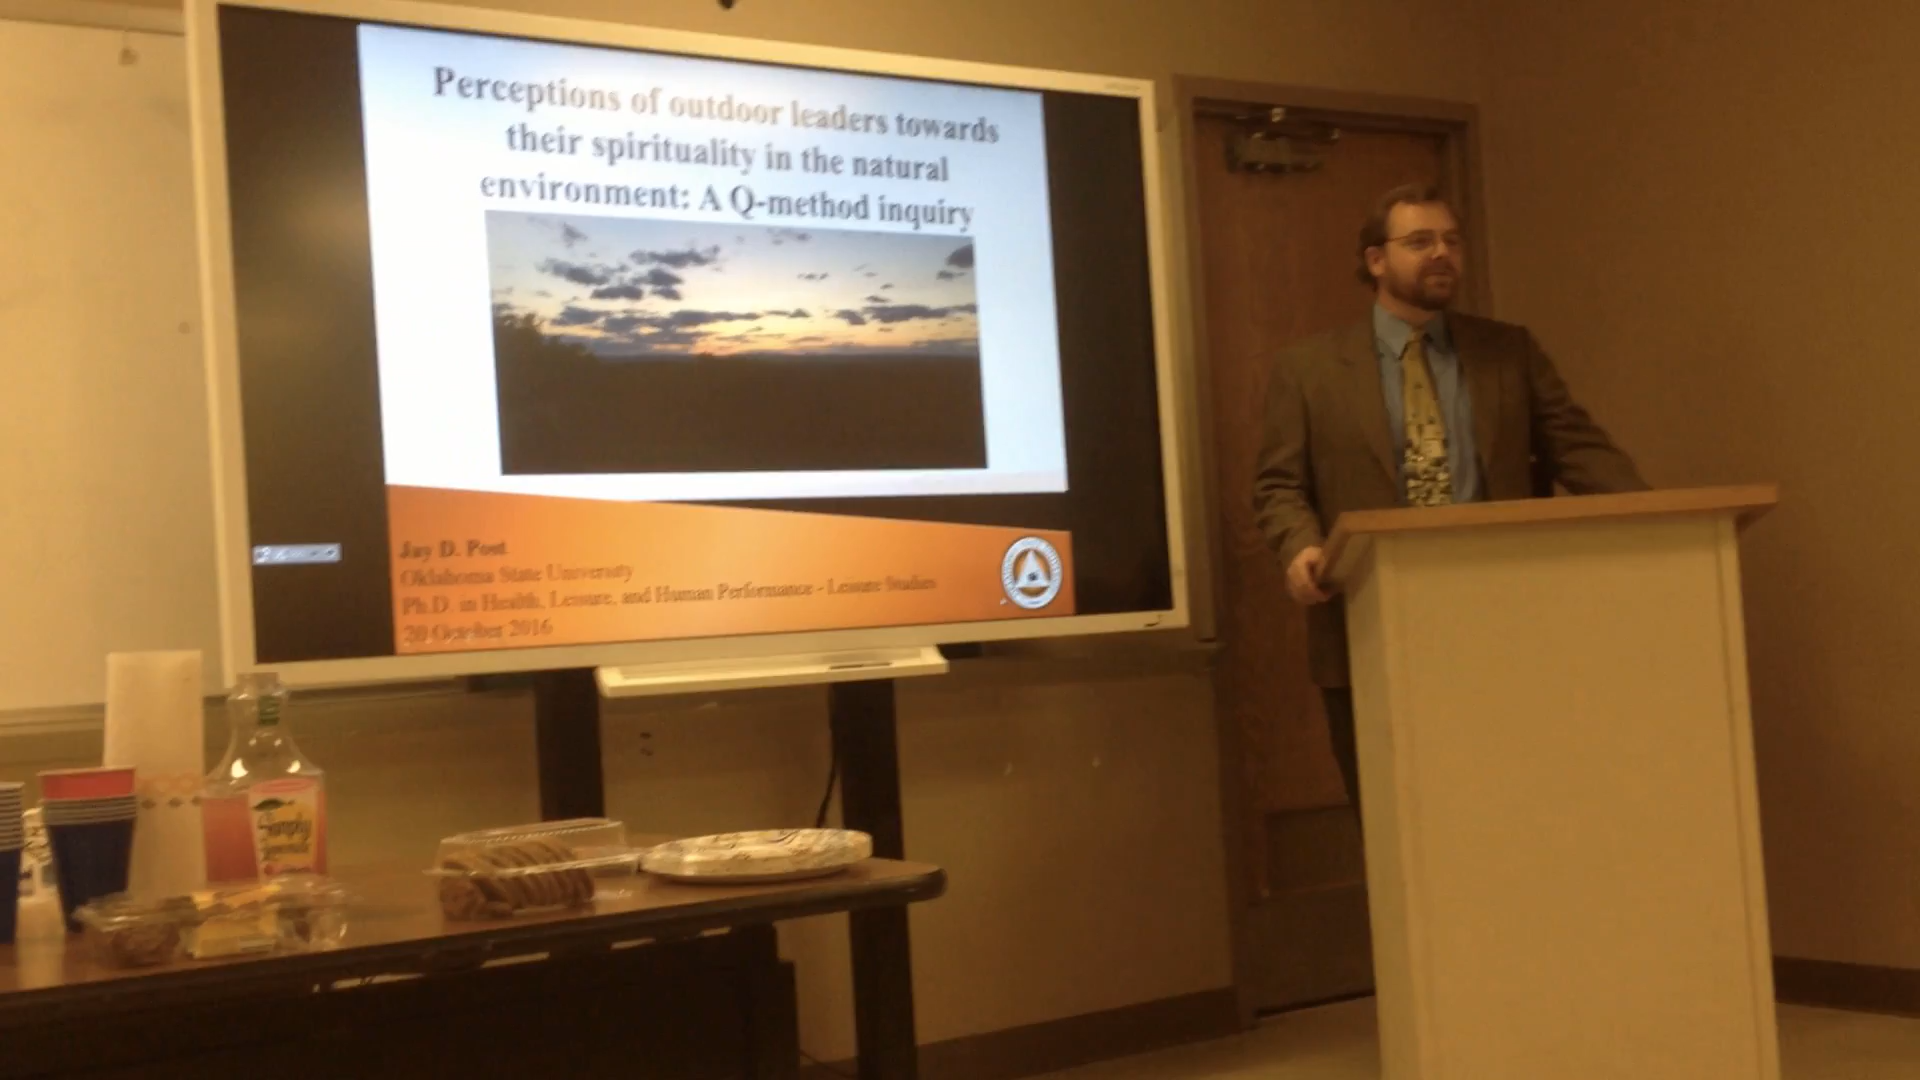 Perceptions of outdoor leaders towards
their spirituality in the natural
environment: A Q-method inquiry
Jay D. Post
Oklahoma State University
Ph.D. in Health, Leisure, and Human Performance - Leisure Studies
20 October 2016
Simply